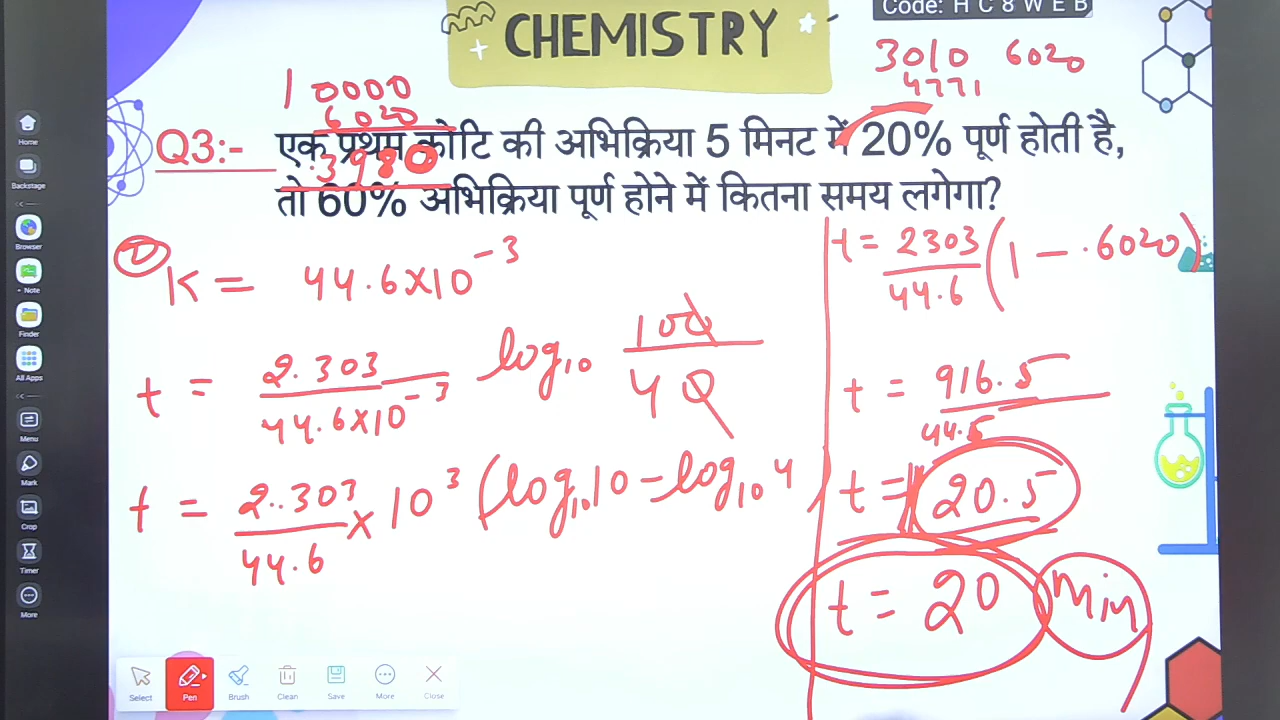 Code: H C 8 W E B
CHEMISTRY
3010 6020
4771
10000
6020
.3980
Q3:- एक प्रथम कोटि की अभिक्रिया 5 मिनट में 20% पूर्ण होती है,
तो 60% अभिक्रिया पूर्ण होने में कितना समय लगेगा?
① K = 44.6×10⁻³
t = 2.303/44.6×10⁻³ log₁₀ 100/40
t = 2.303/44.6 × 10³ (log₁₀10 - log₁₀4)
t = 2303/44.6 (1 - .6020)
t = 916.5/44.5
t = 20.5
t = 20 min
Home
Backstage
Browser
+ Note
Finder
All Apps
Menu
Mark
Crop
Timer
More
Select Pen Brush Clean Save More Close